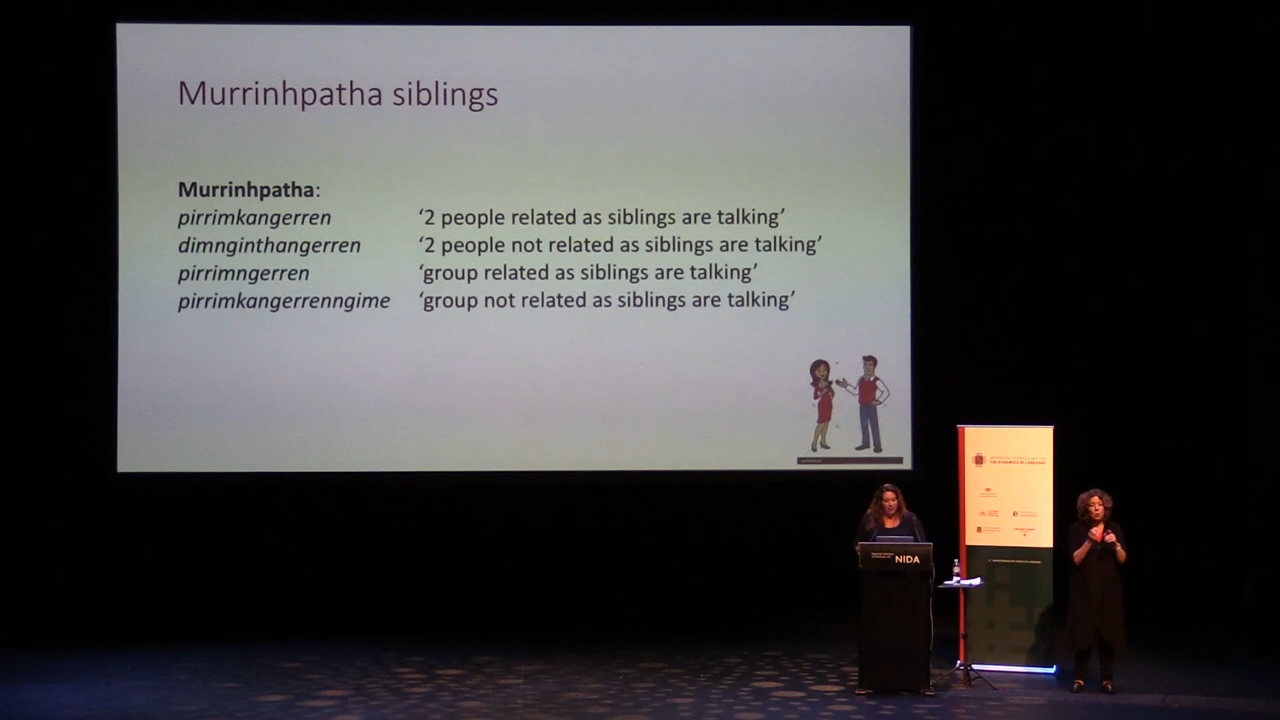 Murrinhpatha siblings
Murrinhpatha:
pirrimkangerren ‘2 people related as siblings are talking’
dimnginthangerren ‘2 people not related as siblings are talking’
pirrimngerren ‘group related as siblings are talking’
pirrimkangerrenngime ‘group not related as siblings are talking’
THE DYNAMICS OF LANGUAGE
NIDA